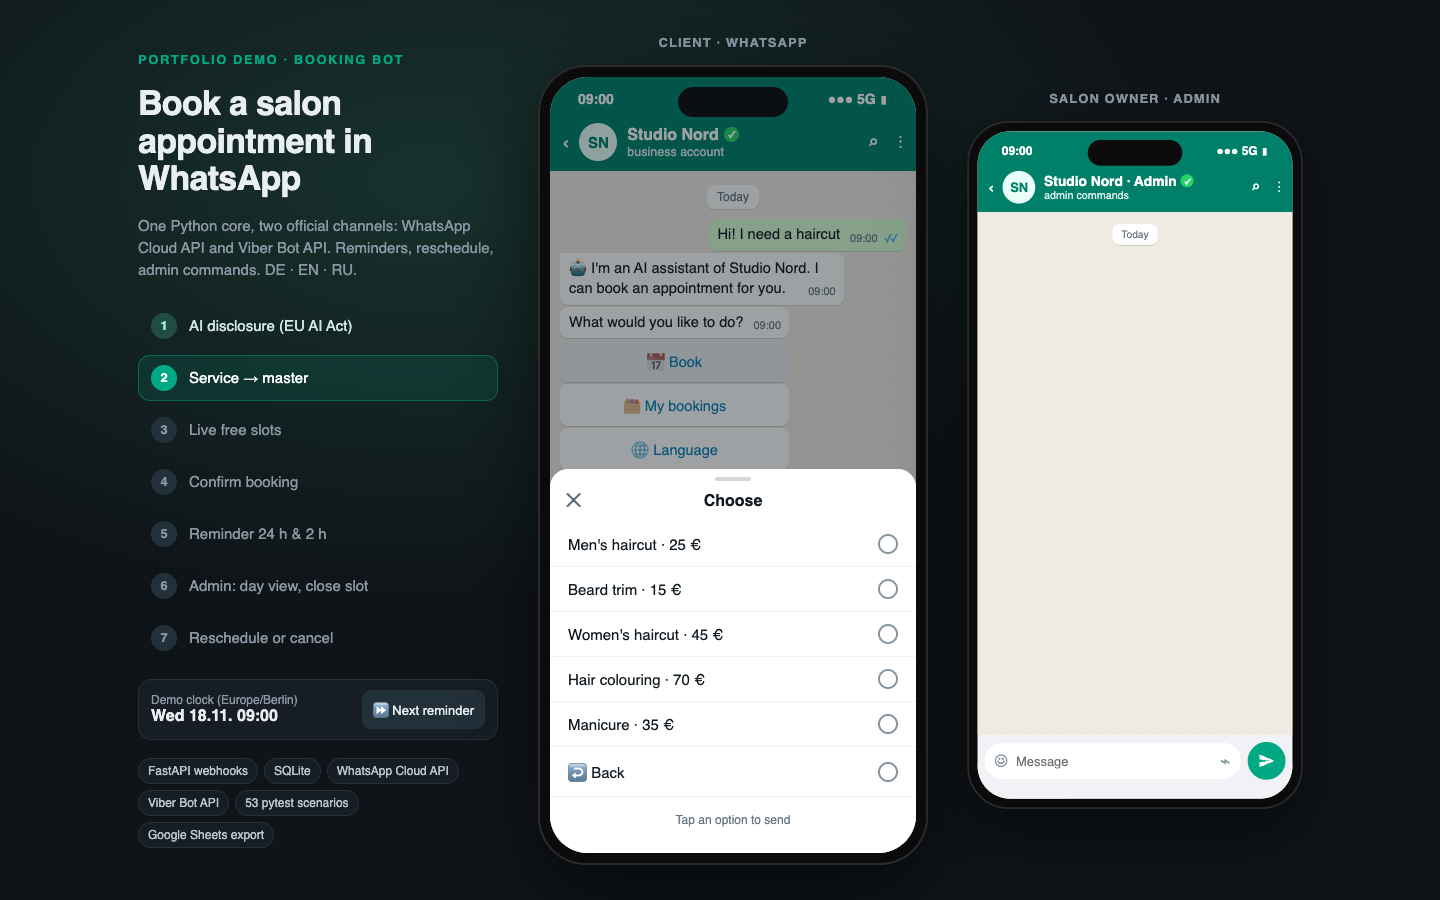 PORTFOLIO DEMO · BOOKING BOT
Book a salon
appointment in
WhatsApp
One Python core, two official channels: WhatsApp
Cloud API and Viber Bot API. Reminders, reschedule,
admin commands. DE · EN · RU.
1 AI disclosure (EU AI Act)
2 Service → master
3 Live free slots
4 Confirm booking
5 Reminder 24 h & 2 h
6 Admin: day view, close slot
7 Reschedule or cancel
Demo clock (Europe/Berlin)
Wed 18.11. 09:00
⏩ Next reminder
FastAPI webhooks SQLite WhatsApp Cloud API
Viber Bot API 53 pytest scenarios
Google Sheets export
CLIENT · WHATSAPP
09:00 5G
SN Studio Nord
business account
Today
Hi! I need a haircut 09:00
🤖 I'm an AI assistant of Studio Nord. I
can book an appointment for you. 09:00
What would you like to do? 09:00
📅 Book
My bookings
🌐 Language
Choose
Men's haircut · 25 €
Beard trim · 15 €
Women's haircut · 45 €
Hair colouring · 70 €
Manicure · 35 €
↩️ Back
Tap an option to send
SALON OWNER · ADMIN
09:00 5G
SN Studio Nord · Admin
admin commands
Today
Message